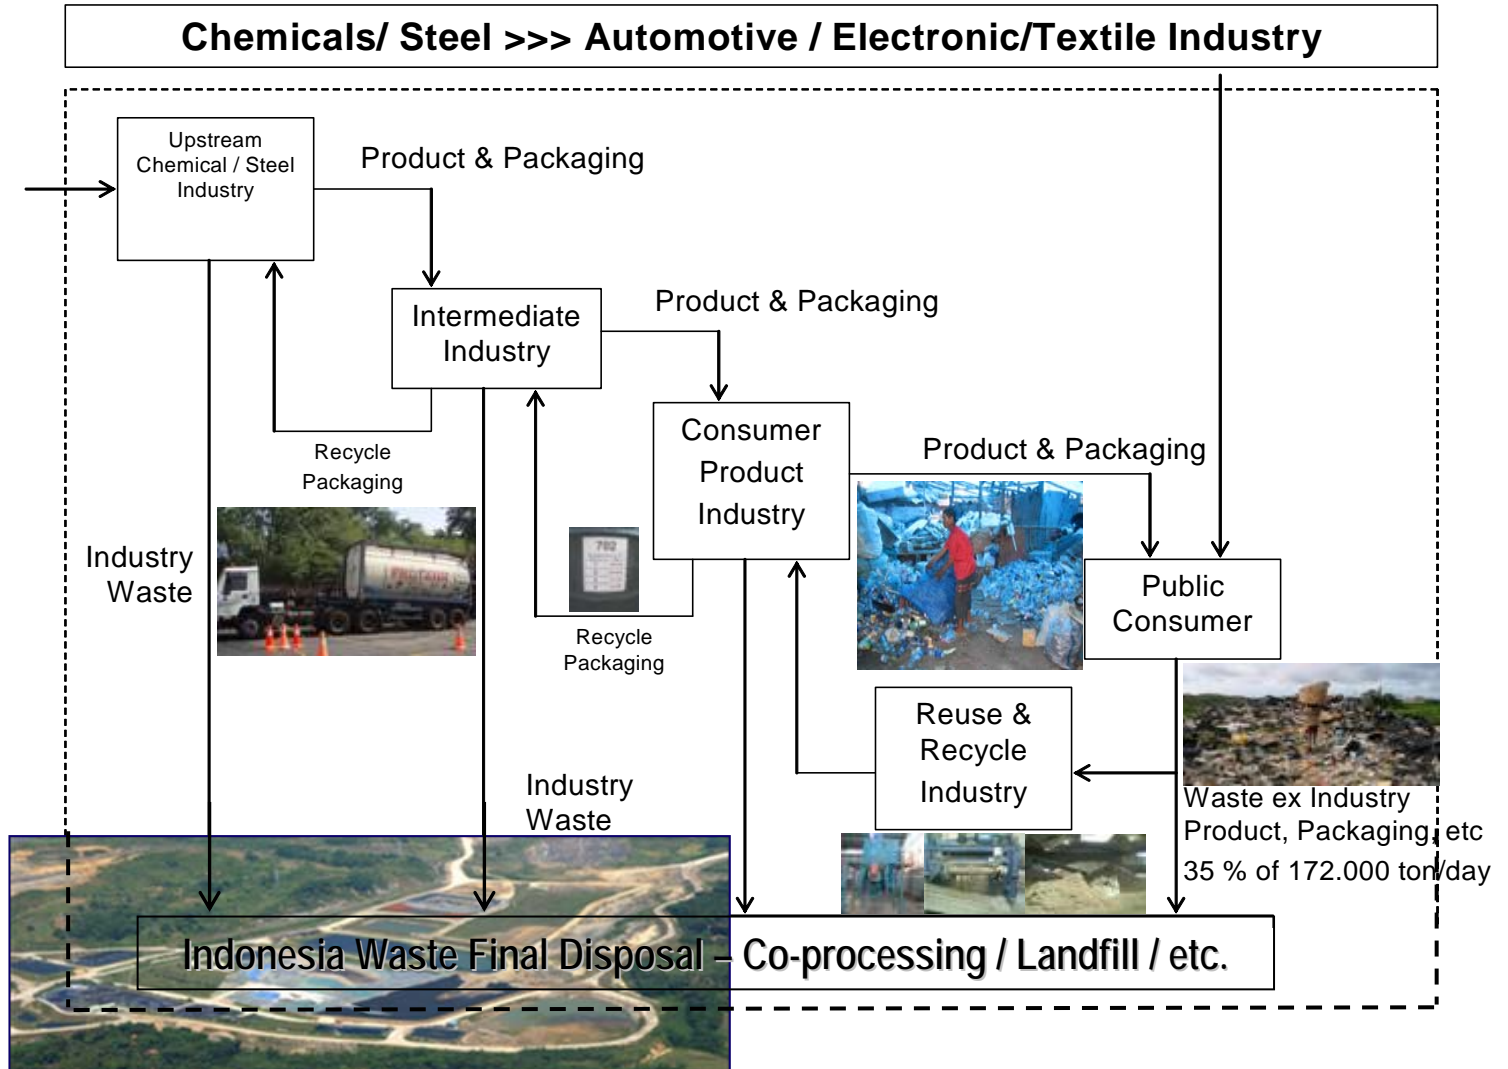 Chemicals/ Steel >>> Automotive / Electronic/Textile Industry
Upstream
Chemical / Steel
Industry
Product & Packaging
Intermediate
Industry
Product & Packaging
Recycle
Packaging
Consumer
Product
Industry
Product & Packaging
Industry
Waste
702
Recycle
Packaging
Public
Consumer
Reuse &
Recycle
Industry
Industry
Waste
Waste ex Industry
Product, Packaging, etc
35 % of 172.000 ton/day
Indonesia Waste Final Disposal – Co-processing / Landfill / etc.